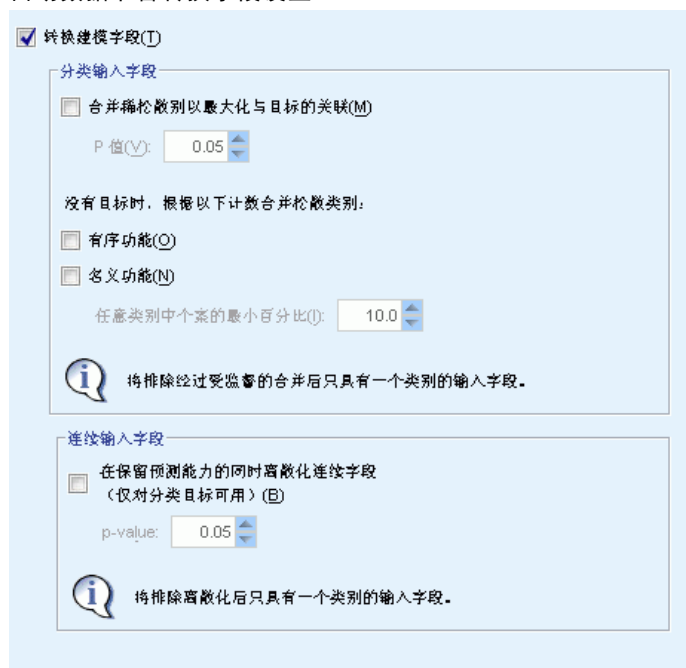 转换建模字段(T)
分类输入字段
合并稀松散别以最大化与目标的关联(M)
P 值(V): 0.05
没有目标时，根据以下计数合并松散类别：
有序功能(O)
名义功能(N)
任意类别中个案的最小百分比(I): 10.0
将排除经过受监督的合并后只具有一个类别的输入字段。
连续输入字段
在保留预测能力的同时离散化连续字段
（仅对分类目标可用）(B)
p-value: 0.05
将排除离散化后只具有一个类别的输入字段。